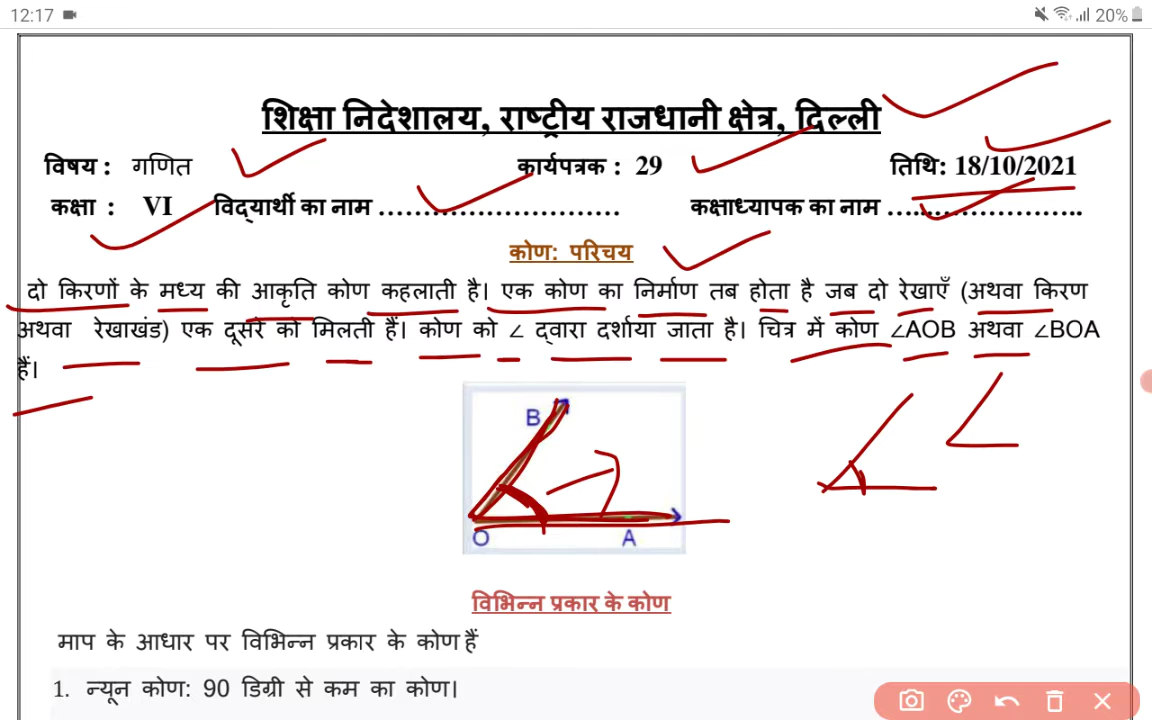 12:17
20%
शिक्षा निदेशालय, राष्ट्रीय राजधानी क्षेत्र, दिल्ली
विषय : गणित कार्यपत्रक : 29 तिथि: 18/10/2021
कक्षा : VI विद्यार्थी का नाम ………………………… कक्षाध्यापक का नाम …………………..
कोण: परिचय
दो किरणों के मध्य की आकृति कोण कहलाती है। एक कोण का निर्माण तब होता है जब दो रेखाएँ (अथवा किरण
अथवा रेखाखंड) एक दूसरे को मिलती हैं। कोण को ∠ द्वारा दर्शाया जाता है। चित्र में कोण ∠AOB अथवा ∠BOA
हैं।
B
O A
विभिन्न प्रकार के कोण
माप के आधार पर विभिन्न प्रकार के कोण हैं
1. न्यून कोण: 90 डिग्री से कम का कोण।